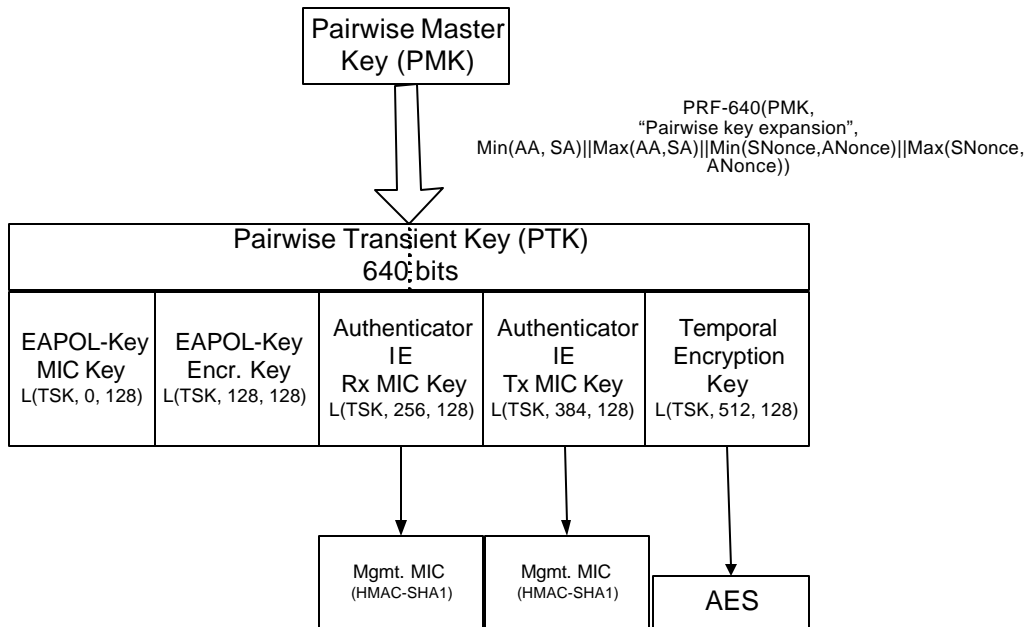 Pairwise Master
Key (PMK)
PRF-640(PMK,
“Pairwise key expansion”,
Min(AA, SA)||Max(AA,SA)||Min(SNonce,ANonce)||Max(SNonce,
ANonce))
Pairwise Transient Key (PTK)
640 bits
EAPOL-Key
MIC Key
L(TSK, 0, 128)
EAPOL-Key
Encr. Key
L(TSK, 128, 128)
Authenticator
IE
Rx MIC Key
L(TSK, 256, 128)
Authenticator
IE
Tx MIC Key
L(TSK, 384, 128)
Temporal
Encryption
Key
L(TSK, 512, 128)
Mgmt. MIC
(HMAC-SHA1)
Mgmt. MIC
(HMAC-SHA1)
AES